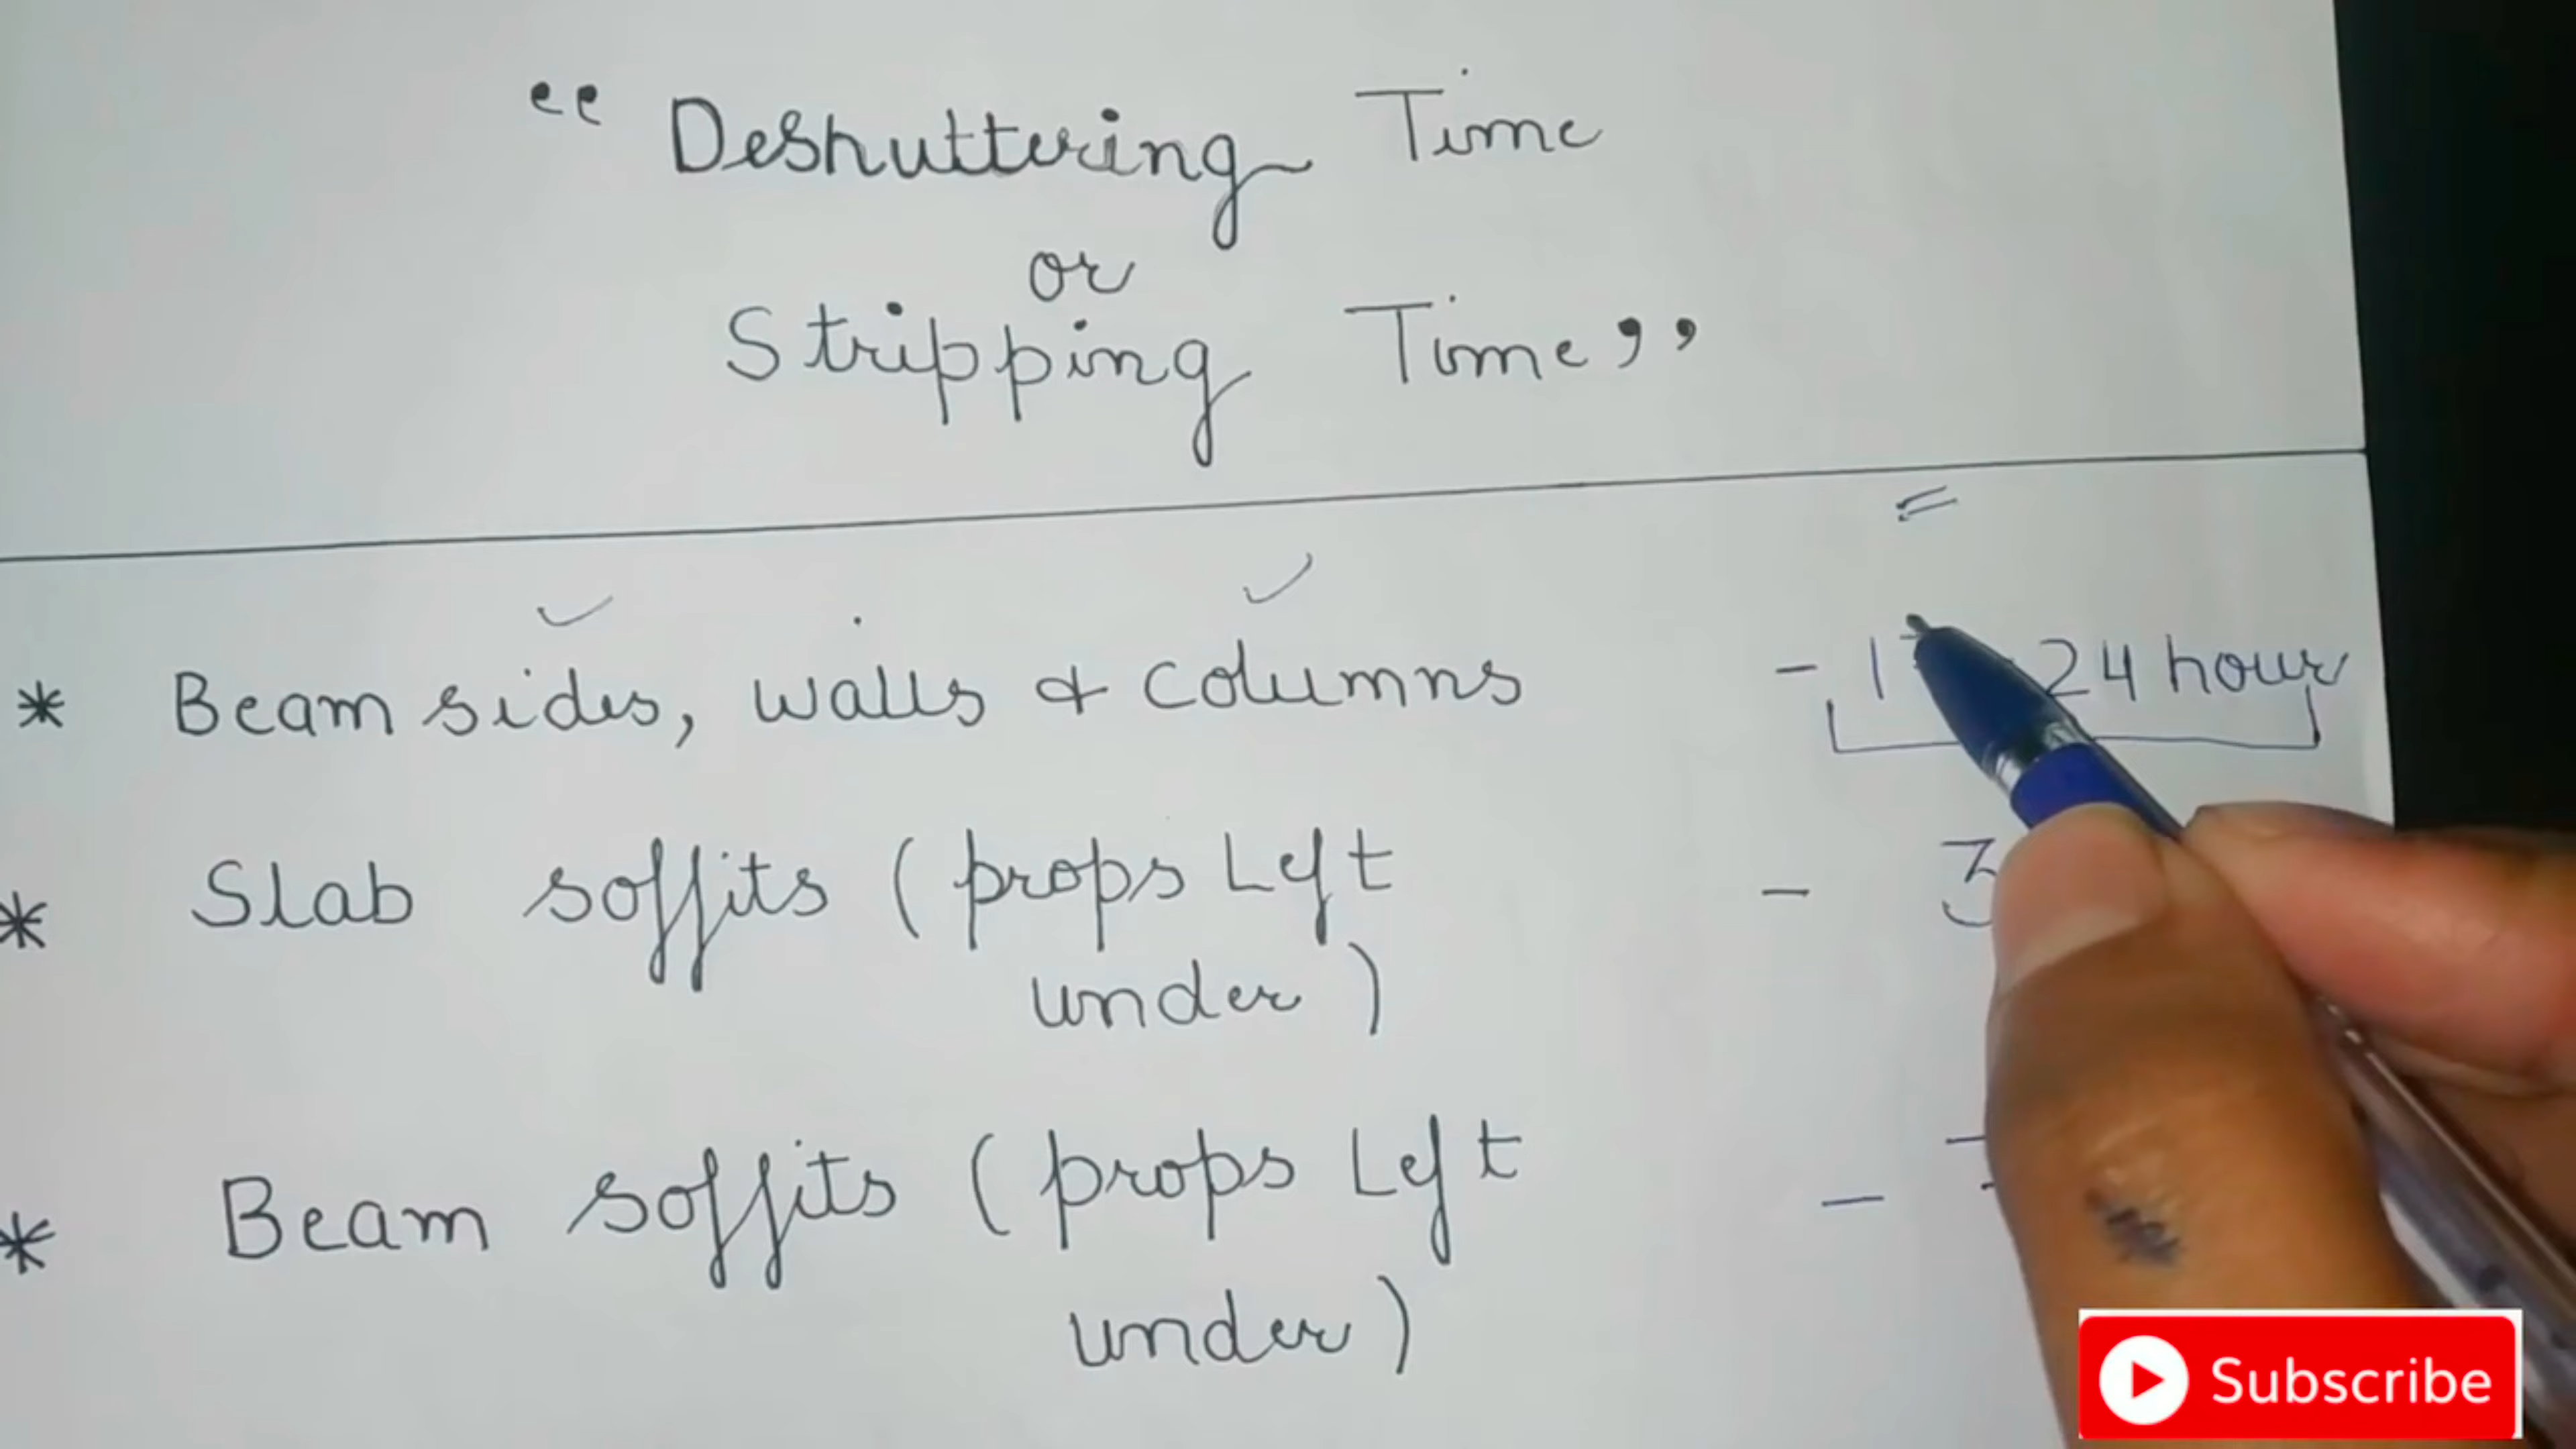 “ Deshuttering Time
or
Stripping Time”
* Beam sides, walls & columns - 24 hour
* Slab soffits ( props Left - 3
under )
* Beam soffits ( props Left -
under )
Subscribe